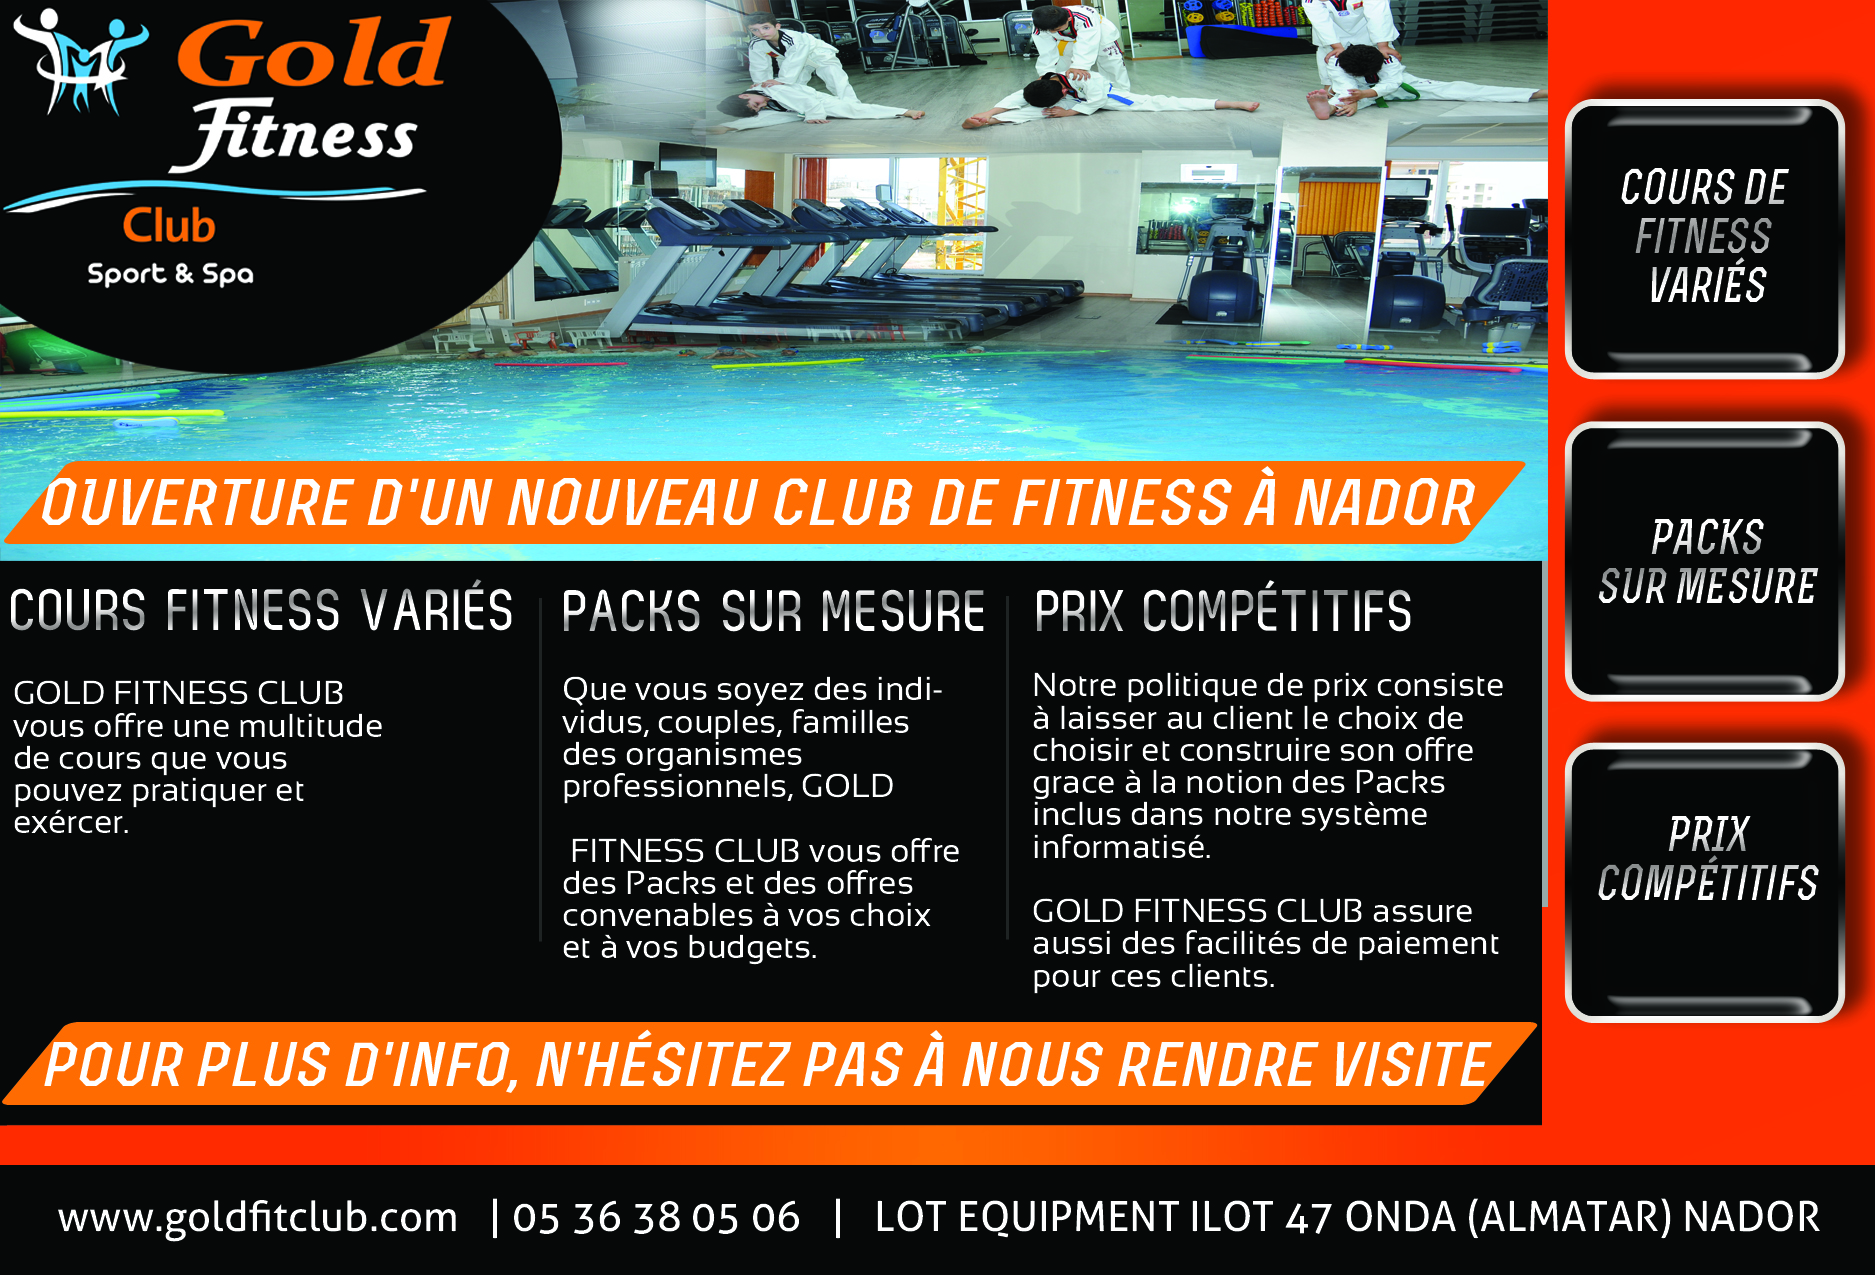 Gold
Fitness
Club
Sport & Spa
COURS DE
FITNESS
VARIÉS
PACKS
SUR MESURE
PRIX
COMPÉTITIFS
OUVERTURE D'UN NOUVEAU CLUB DE FITNESS À NADOR
COURS FITNESS VARIÉS
GOLD FITNESS CLUB
vous offre une multitude
de cours que vous
pouvez pratiquer et
exércer.
PACKS SUR MESURE
Que vous soyez des indi-
vidus, couples, familles
des organismes
professionnels, GOLD
FITNESS CLUB vous offre
des Packs et des offres
convenables à vos choix
et à vos budgets.
PRIX COMPÉTITIFS
Notre politique de prix consiste
à laisser au client le choix de
choisir et construire son offre
grace à la notion des Packs
inclus dans notre système
informatisé.
GOLD FITNESS CLUB assure
aussi des facilités de paiement
pour ces clients.
POUR PLUS D'INFO, N'HÉSITEZ PAS À NOUS RENDRE VISITE
www.goldfitclub.com | 05 36 38 05 06 | LOT EQUIPMENT ILOT 47 ONDA (ALMATAR) NADOR